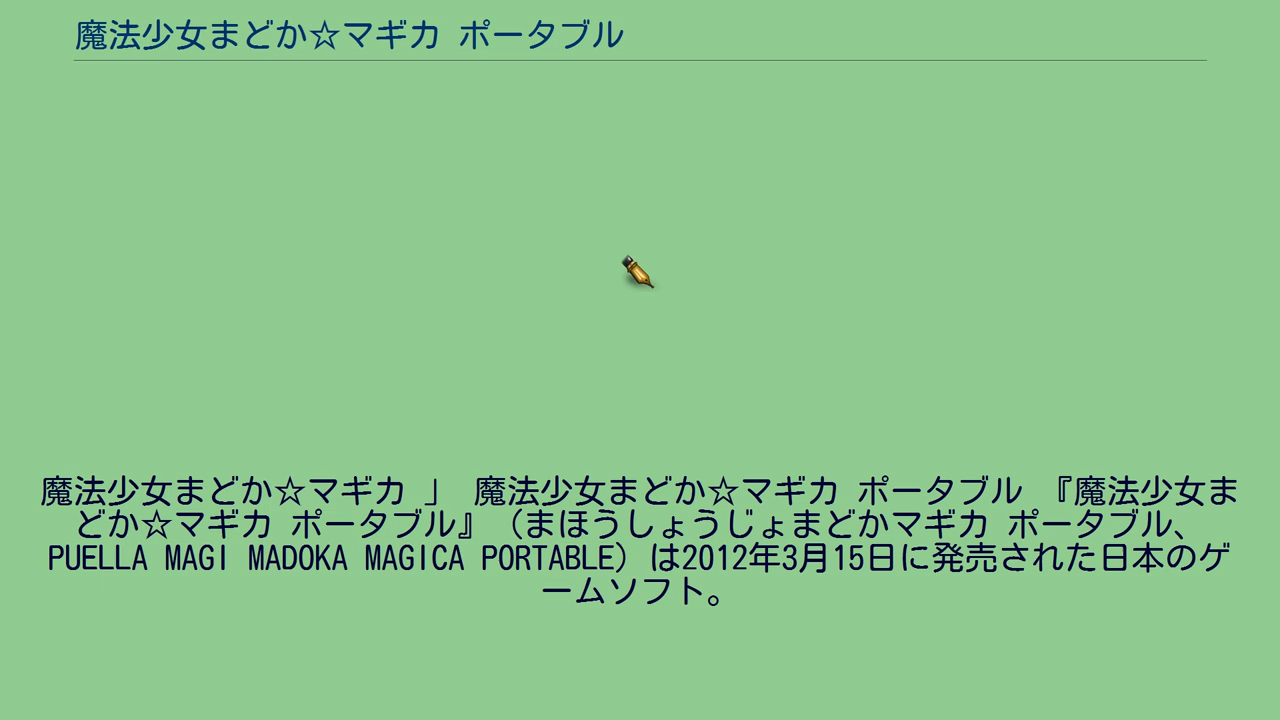 魔法少女まどか☆マギカ ポータブル
魔法少女まどか☆マギカ 」 魔法少女まどか☆マギカ ポータブル 『魔法少女ま
どか☆マギカ ポータブル』（まほうしょうじょまどかマギカ ポータブル、
PUELLA MAGI MADOKA MAGICA PORTABLE）は2012年3月15日に発売された日本のゲ
ームソフト。